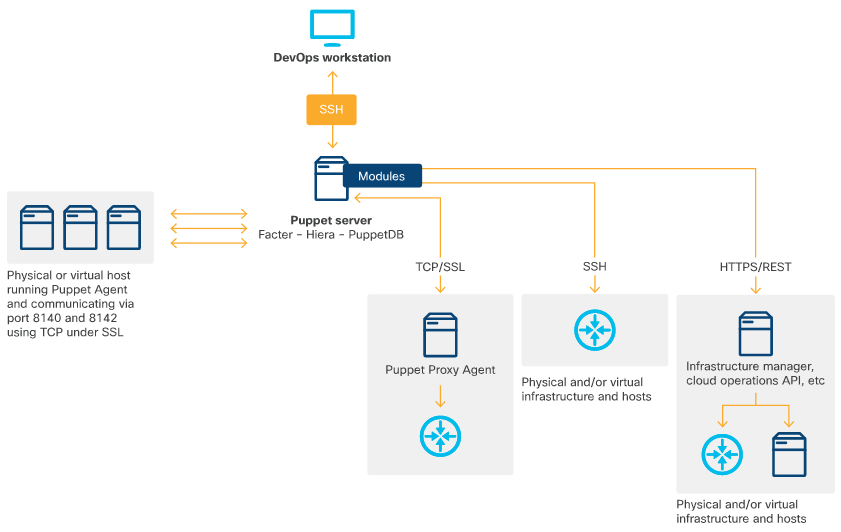 DevOps workstation
SSH
Modules
Puppet server
Facter - Hiera - PuppetDB
Physical or virtual host
running Puppet Agent
and communicating via
port 8140 and 8142
using TCP under SSL
TCP/SSL
SSH
HTTPS/REST
Puppet Proxy Agent
Physical and/or virtual
infrastructure and hosts
Infrastructure manager,
cloud operations API, etc
Physical and/or virtual
infrastructure and hosts